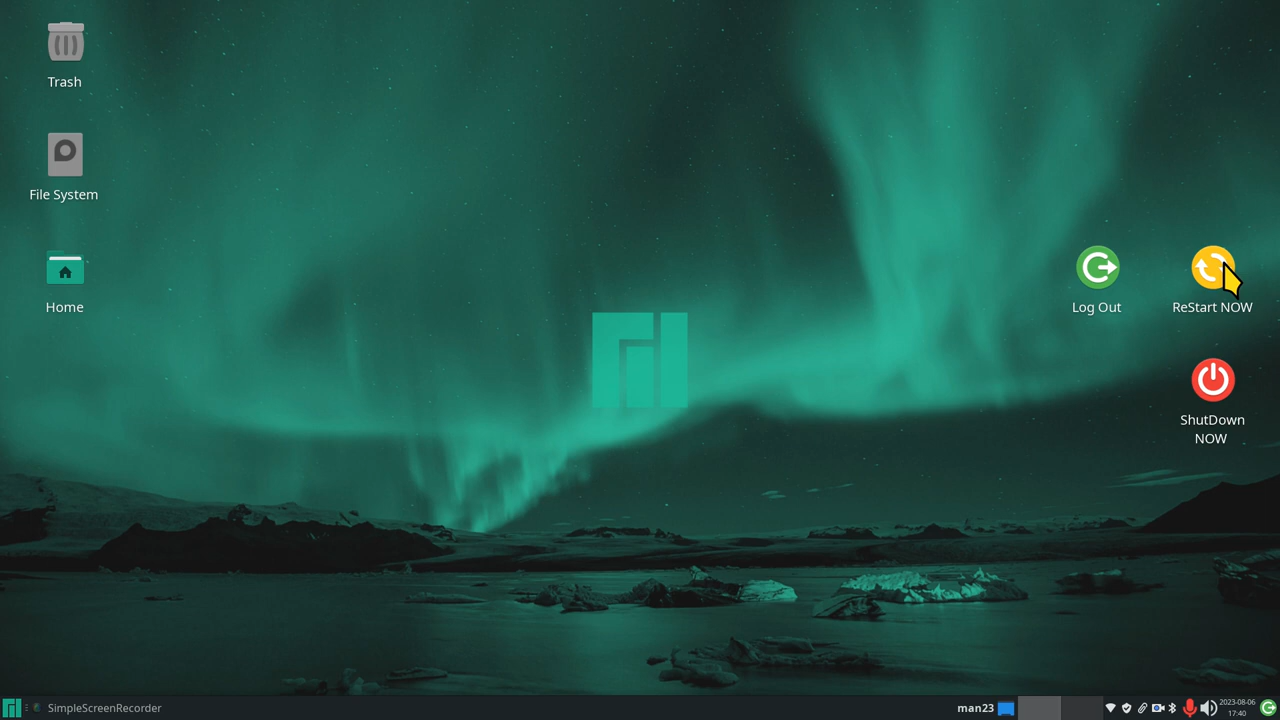 Trash
File System
Home
Log Out
ReStart NOW
ShutDown
NOW
SimpleScreenRecorder
man23
2023-08-06
17:40